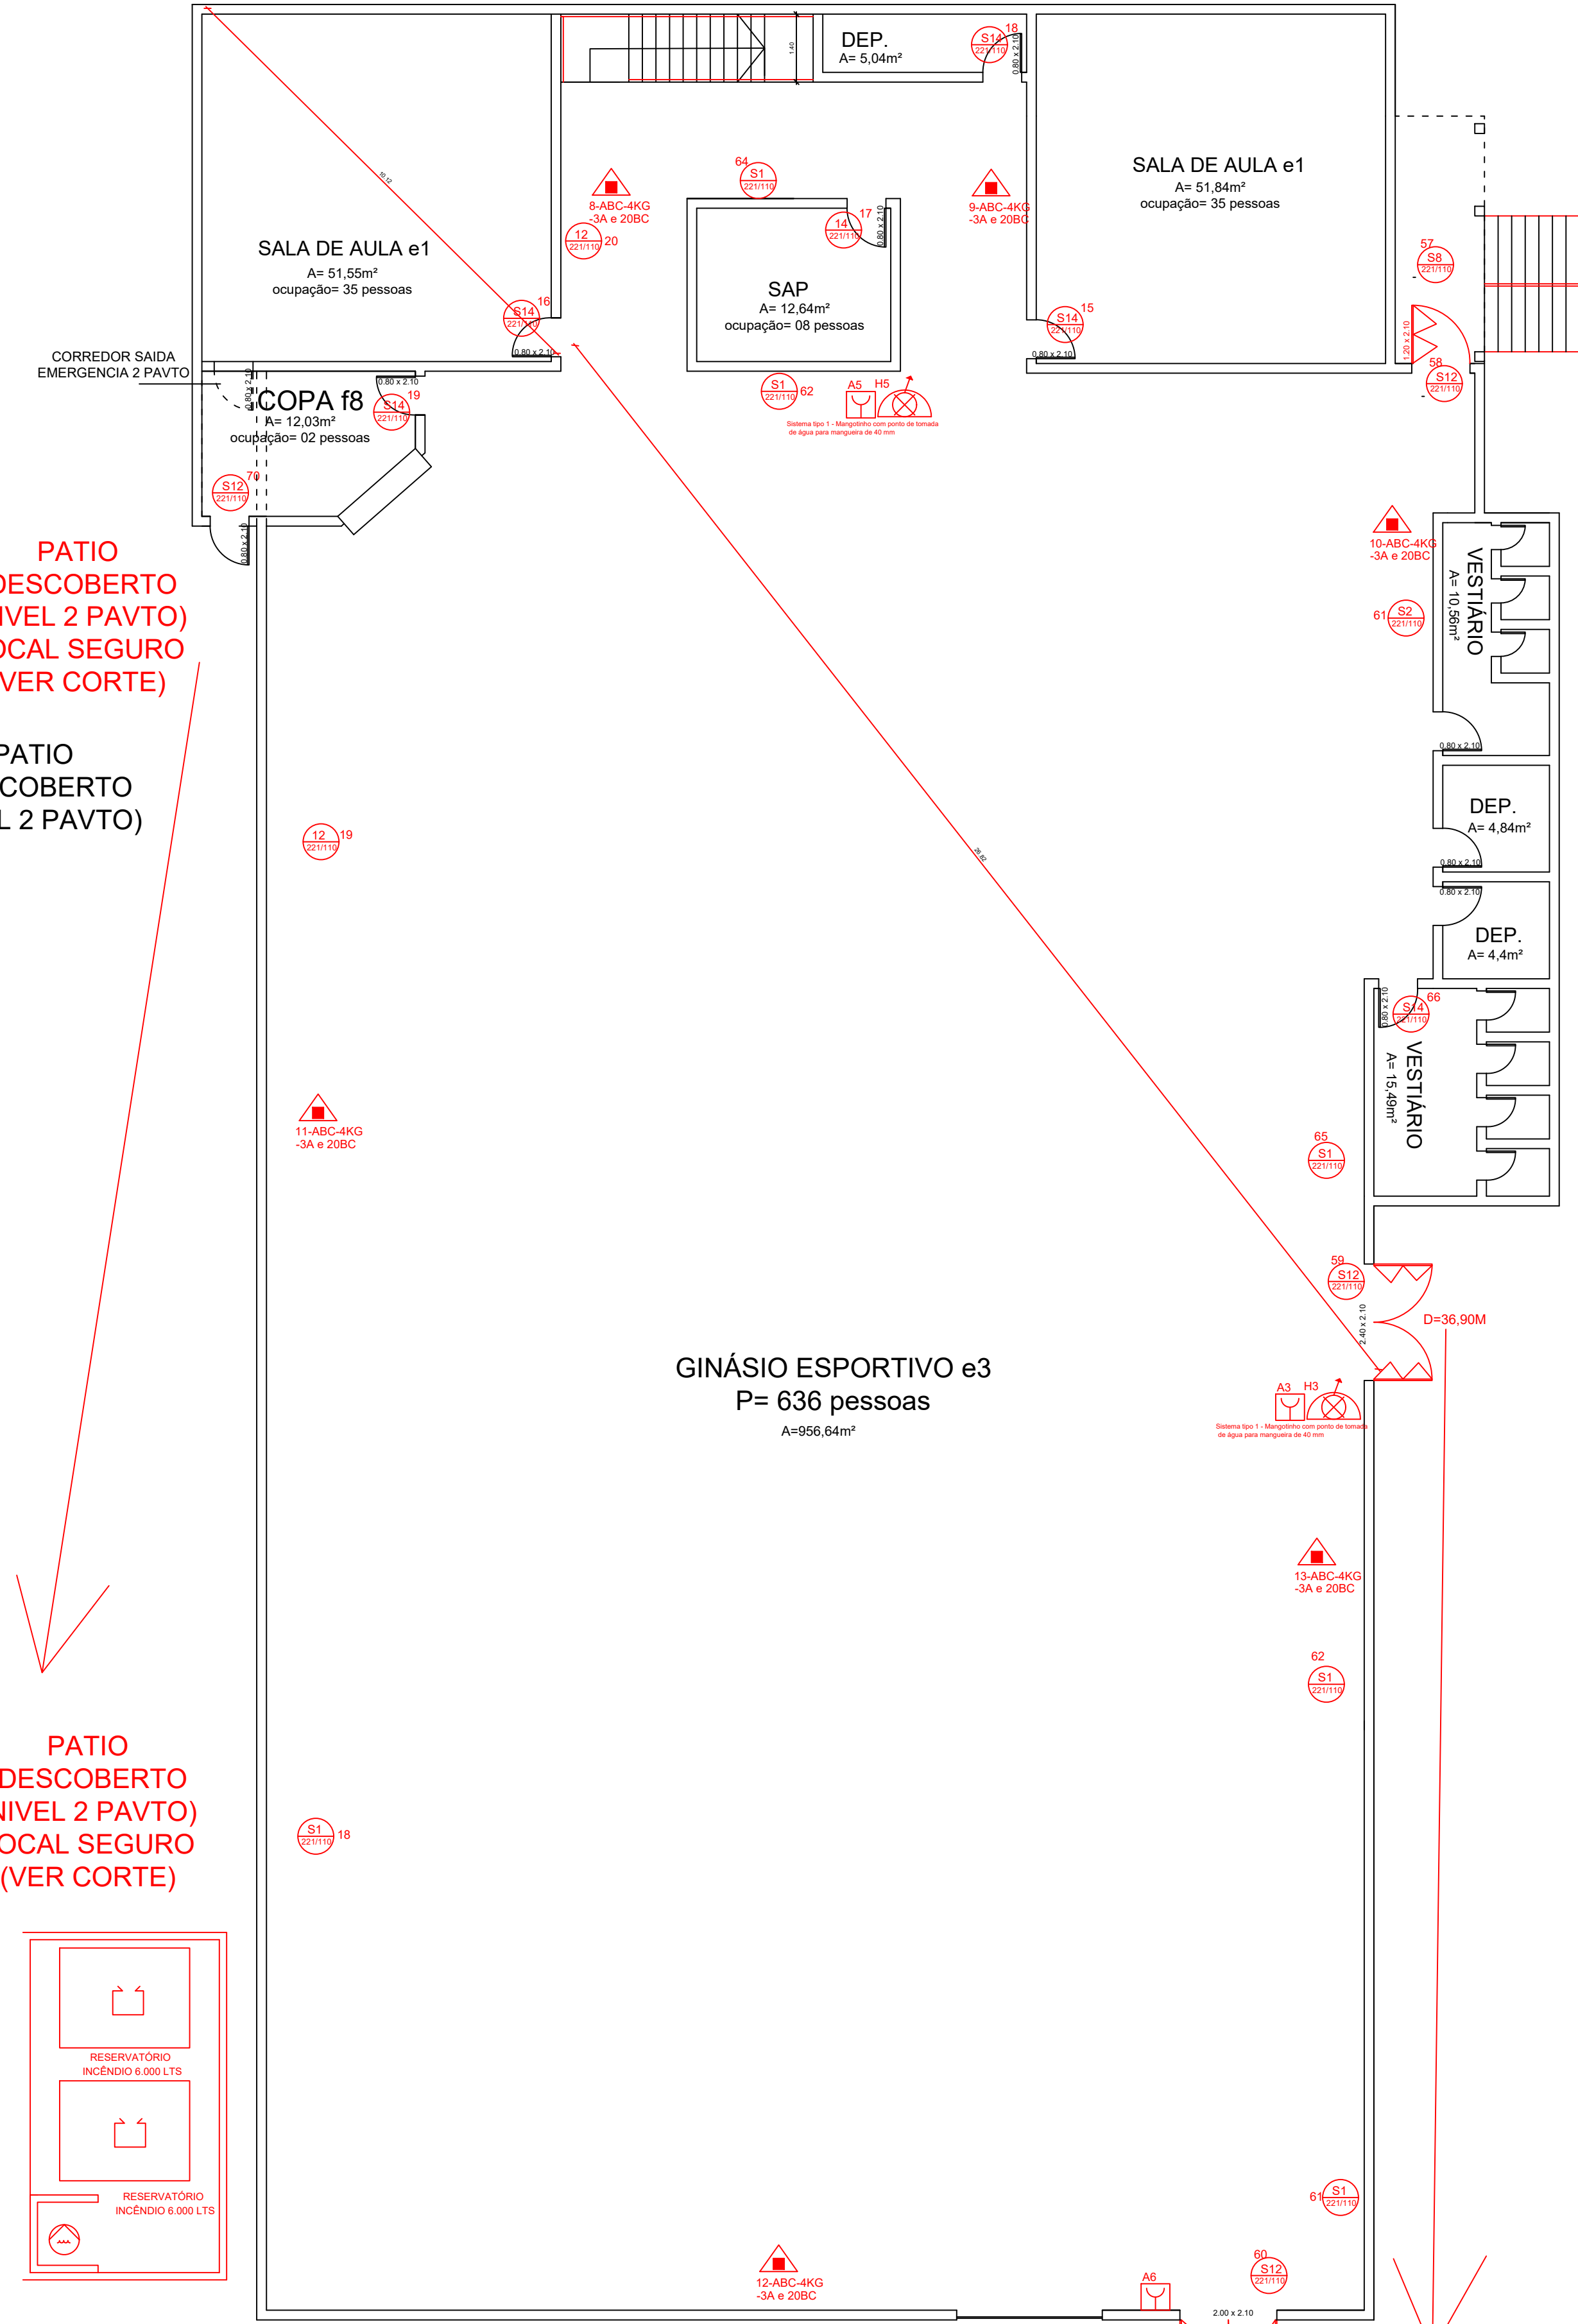 DEP.
A= 5,04m²
S14
221/110
18
0.80 x 2.10
1.40
10.12
SALA DE AULA e1
A= 51,55m²
ocupação= 35 pessoas
8-ABC-4KG
-3A e 20BC
12
221/110
20
64
S1
221/110
14
221/110
17
0.80 x 2.10
SAP
A= 12,64m²
ocupação= 08 pessoas
9-ABC-4KG
-3A e 20BC
SALA DE AULA e1
A= 51,84m²
ocupação= 35 pessoas
57
S8
221/110
-
1.20 x 2.10
58
S12
221/110
-
16
S14
221/110
0.80 x 2.10
15
S14
221/110
0.80 x 2.10
CORREDOR SAIDA
EMERGENCIA 2 PAVTO
0.80 x 2.10
0.80 x 2.10
COPA f8
A= 12,03m²
ocupação= 02 pessoas
19
S14
221/110
S1
221/110
62
A5
H5
Sistema tipo 1 - Mangotinho com ponto de tomada
de água para mangueira de 40 mm
70
S12
221/110
0.80 x 2.10
PATIO
DESCOBERTO
IVEL 2 PAVTO)
OCAL SEGURO
VER CORTE)
PATIO
COBERTO
L 2 PAVTO)
10-ABC-4KG
-3A e 20BC
61
S2
221/110
VESTIÁRIO
A= 10,56m²
0.80 x 2.10
DEP.
A= 4,84m²
0.80 x 2.10
0.80 x 2.10
DEP.
A= 4,4m²
12
221/110
19
26.82
0.80 x 2.10
66
S14
221/110
VESTIÁRIO
A= 15,49m²
11-ABC-4KG
-3A e 20BC
65
S1
221/110
59
S12
221/110
2.40 x 2.10
D=36,90M
GINÁSIO ESPORTIVO e3
P= 636 pessoas
A=956,64m²
A3
H3
Sistema tipo 1 - Mangotinho com ponto de tomada
de água para mangueira de 40 mm
13-ABC-4KG
-3A e 20BC
62
S1
221/110
PATIO
DESCOBERTO
NIVEL 2 PAVTO)
OCAL SEGURO
(VER CORTE)
S1
221/110
18
RESERVATÓRIO
INCÊNDIO 6.000 LTS
RESERVATÓRIO
INCÊNDIO 6.000 LTS
61
S1
221/110
12-ABC-4KG
-3A e 20BC
A6
60
S12
221/110
2.00 x 2.10